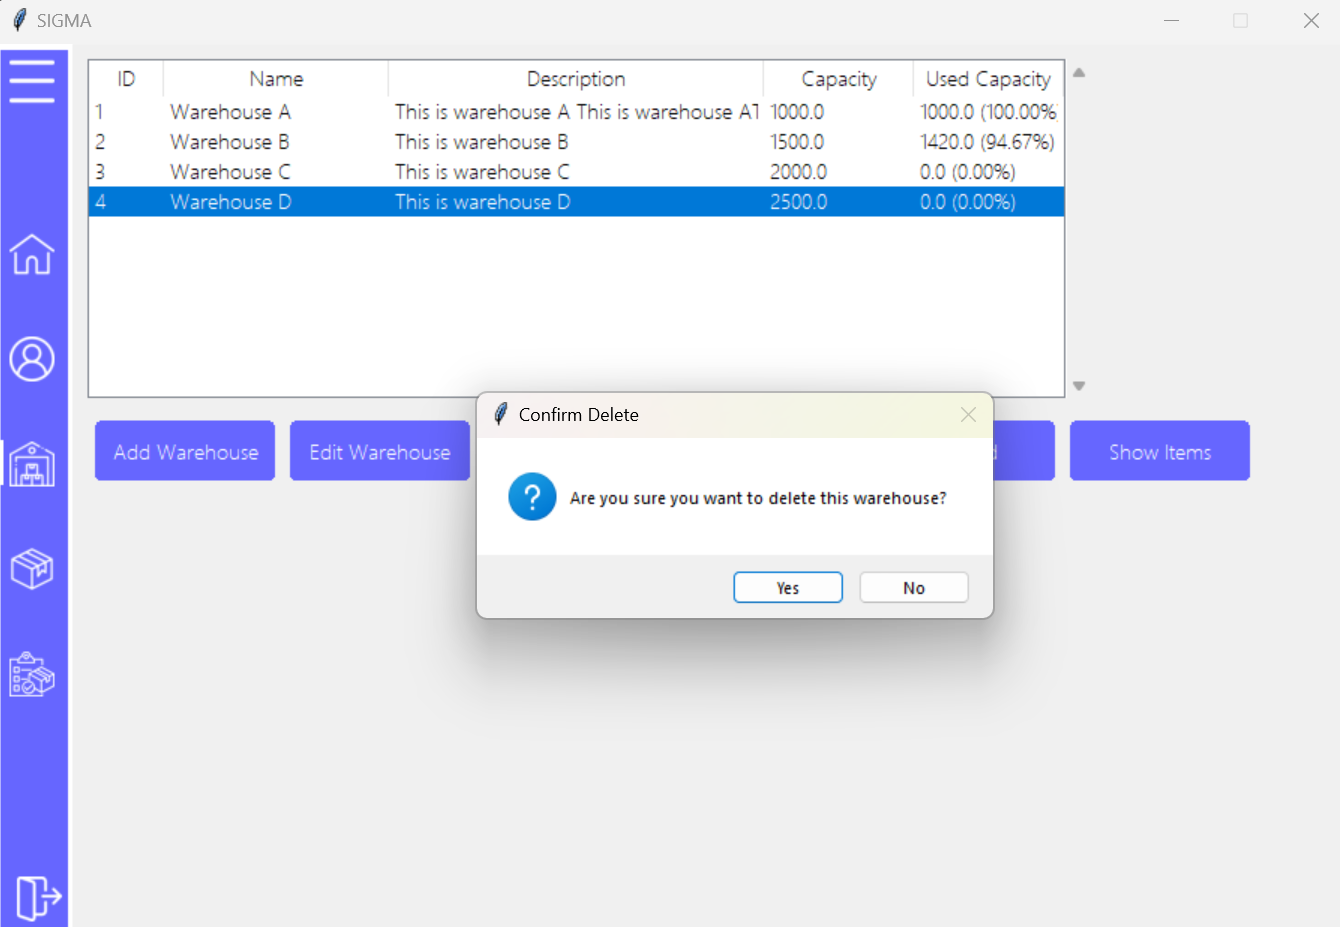 SIGMA
ID Name Description Capacity Used Capacity
1 Warehouse A This is warehouse A This is warehouse A 1000.0 1000.0 (100.00%
2 Warehouse B This is warehouse B 1500.0 1420.0 (94.67%)
3 Warehouse C This is warehouse C 2000.0 0.0 (0.00%)
4 Warehouse D This is warehouse D 2500.0 0.0 (0.00%)
Add Warehouse Edit Warehouse Show Items
Confirm Delete
Are you sure you want to delete this warehouse?
Yes No